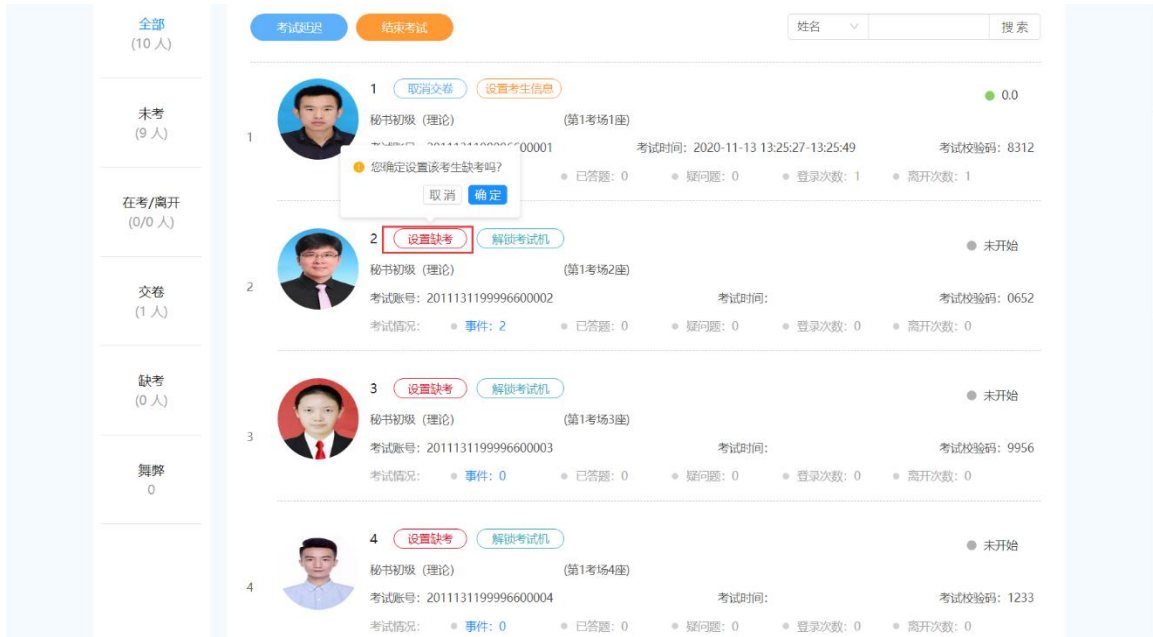 全部
(10 人)
未考
(9 人)
在考/离开
(0/0 人)
交卷
(1 人)
缺考
(0 人)
舞弊
0
考试延迟 结束考试 姓名 搜 索
1 取消交卷 设置考生信息 0.0
秘书初级 (理论) (第1考场1座)
1
考试时间: 2020-11-13 13:25:27-13:25:49 考试校验码: 8312
您确定设置该考生缺考吗?
已答题: 0 疑问题: 0 登录次数: 1 离开次数: 1
取 消 确 定
2 设置缺考 解锁考试机 未开始
秘书初级 (理论) (第1考场2座)
2
考试账号: 2011131199996600002 考试时间: 考试校验码: 0652
考试情况: 事件: 2 已答题: 0 疑问题: 0 登录次数: 0 离开次数: 0
3 设置缺考 解锁考试机 未开始
秘书初级 (理论) (第1考场3座)
3
考试账号: 2011131199996600003 考试时间: 考试校验码: 9956
考试情况: 事件: 0 已答题: 0 疑问题: 0 登录次数: 0 离开次数: 0
4 设置缺考 解锁考试机 未开始
秘书初级 (理论) (第1考场4座)
4
考试账号: 2011131199996600004 考试时间: 考试校验码: 1233
考试情况: 事件: 0 已答题: 0 疑问题: 0 登录次数: 0 离开次数: 0